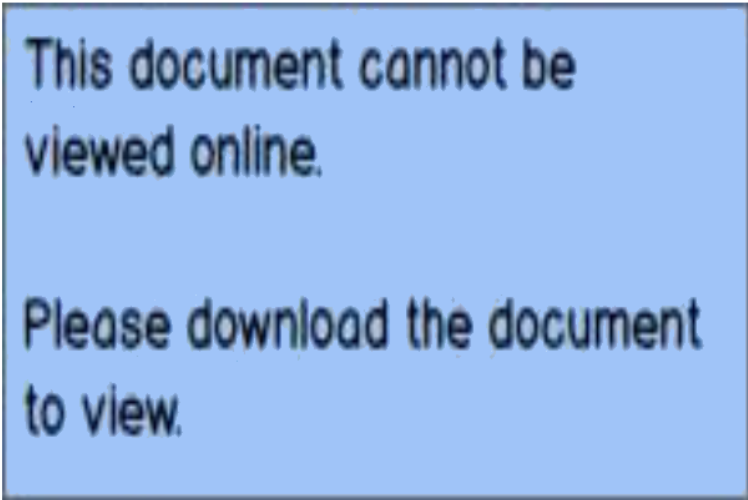 This document cannot be
viewed online.
Please download the document
to view.